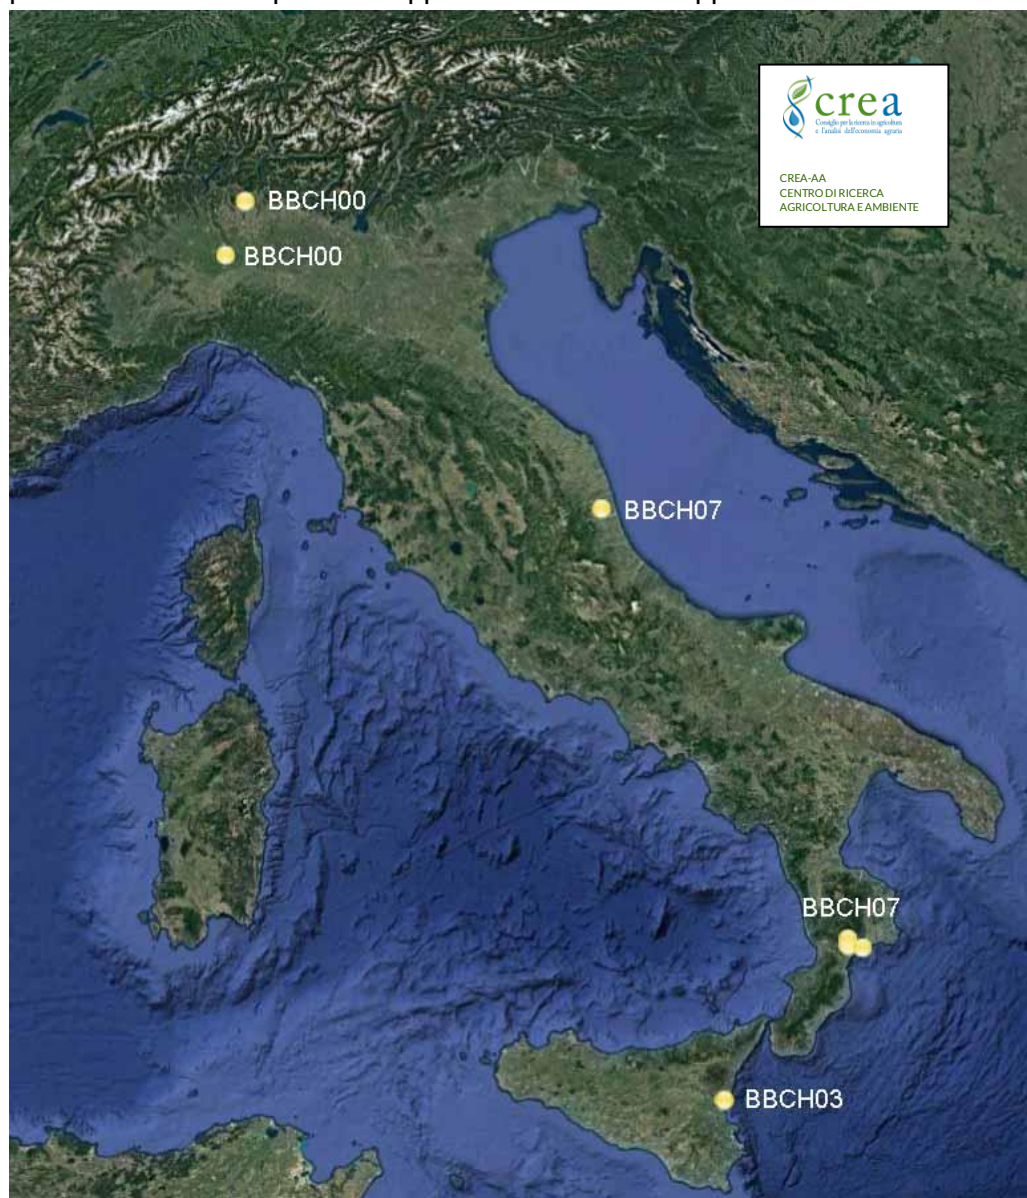 crea
Consiglio per la ricerca in agricoltura
e l'analisi dell'economia agraria
CREA-AA
CENTRO DI RICERCA
AGRICOLTURA E AMBIENTE
BBCH00
BBCH00
BBCH07
BBCH07
BBCH03